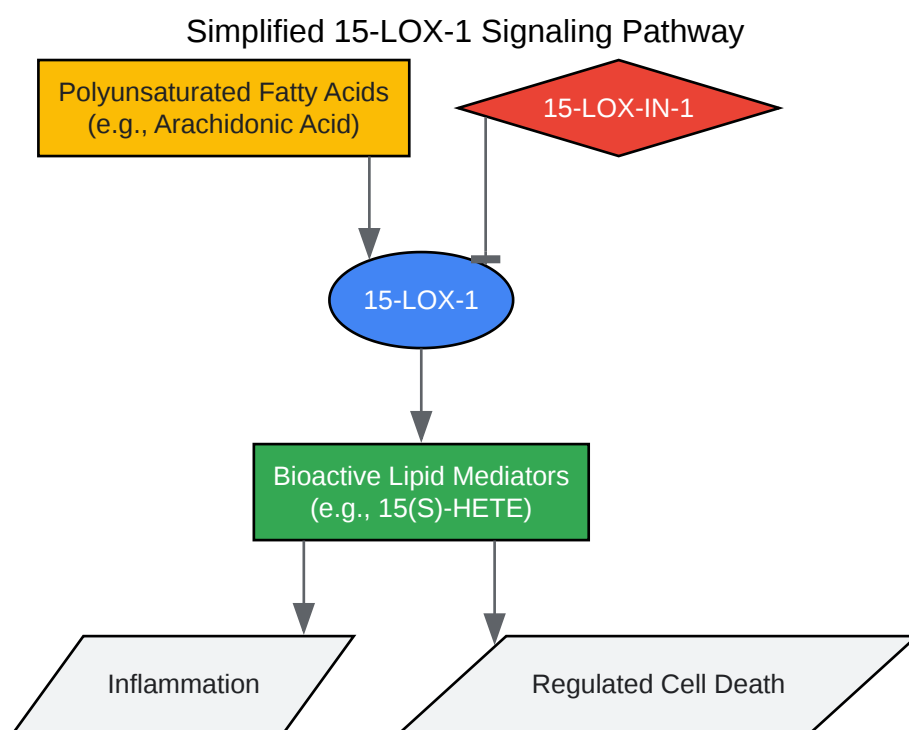 Simplified 15-LOX-1 Signaling Pathway
Polyunsaturated Fatty Acids
(e.g., Arachidonic Acid)
15-LOX-IN-1
15-LOX-1
Bioactive Lipid Mediators
(e.g., 15(S)-HETE)
Inflammation
Regulated Cell Death